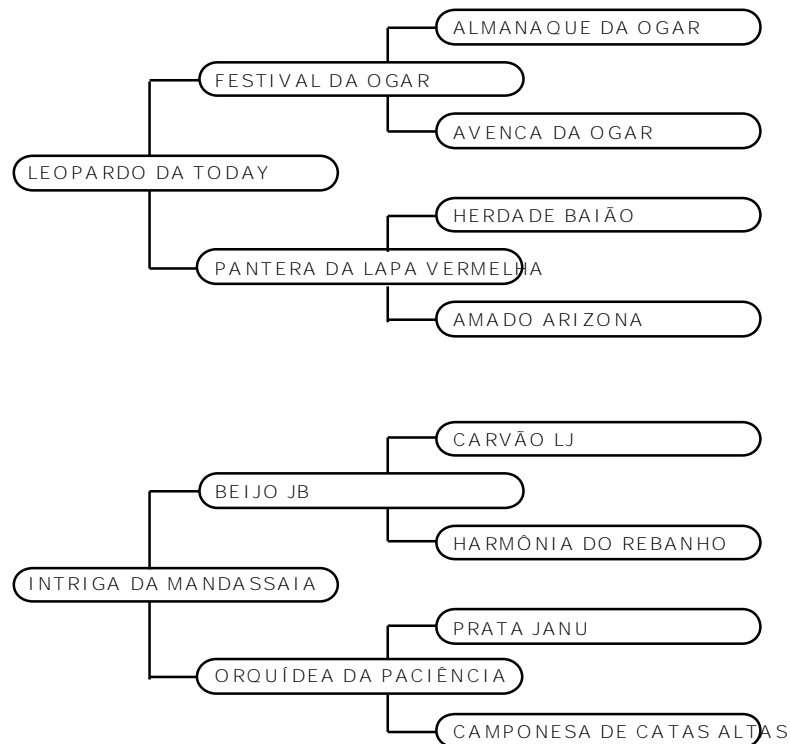 ALMANAQUE DA OGAR
FESTIVAL DA OGAR
AVENCA DA OGAR
LEOPARDO DA TODAY
HERDADE BAIÃO
PANTERA DA LAPA VERMELHA
AMADO ARIZONA
CARVÃO LJ
BEIJO JB
HARMÔNIA DO REBANHO
INTRIGA DA MANDASSAIA
PRATA JANU
ORQUÍDEA DA PACIÊNCIA
CAMPONESA DE CATAS ALTAS